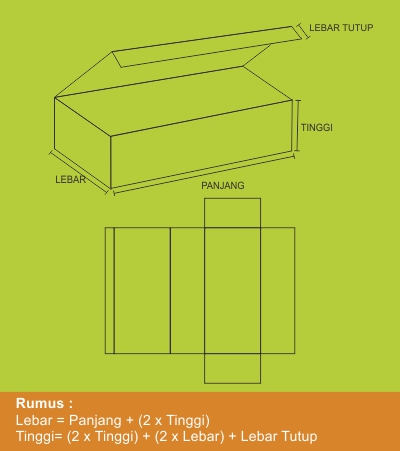 LEBAR TUTUP
TINGGI
LEBAR
PANJANG
Rumus :
Lebar = Panjang + (2 x Tinggi)
Tinggi= (2 x Tinggi) + (2 x Lebar) + Lebar Tutup